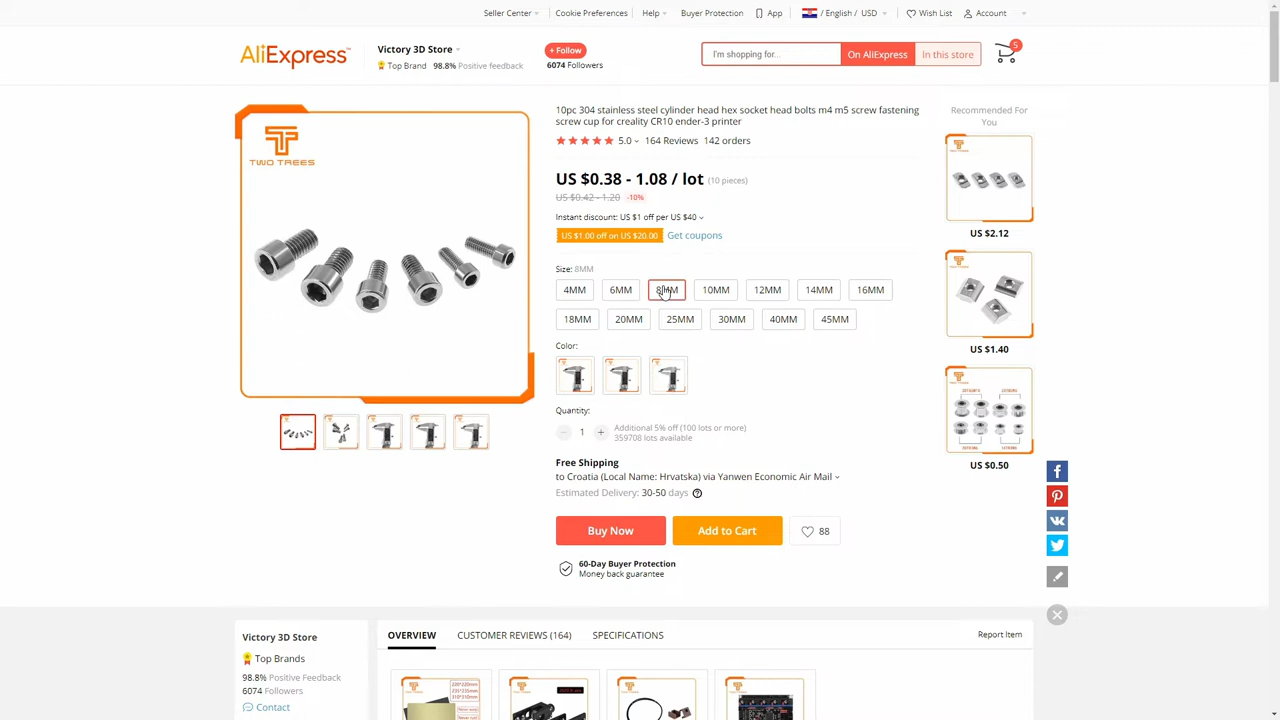 Seller Center
Cookie Preferences
Help
Buyer Protection
App
/ English / USD
Wish List
Account
AliExpress™
Victory 3D Store
Top Brand 98.8% Positive feedback
+ Follow
6074 Followers
I'm shopping for...
On AliExpress
In this store
5
TWO TREES
10pc 304 stainless steel cylinder head hex socket head bolts m4 m5 screw fastening
screw cup for creality CR10 ender-3 printer
5.0 164 Reviews 142 orders
US $0.38 - 1.08 / lot (10 pieces)
US $0.42 - 1.20 -10%
Instant discount: US $1 off per US $40
US $1.00 off on US $20.00 Get coupons
Size: 8MM
4MM 6MM 8MM 10MM 12MM 14MM 16MM
18MM 20MM 25MM 30MM 40MM 45MM
Color:
Quantity:
1
Additional 5% off (100 lots or more)
359708 lots available
Free Shipping
to Croatia (Local Name: Hrvatska) via Yanwen Economic Air Mail
Estimated Delivery: 30-50 days
Buy Now
Add to Cart
88
60-Day Buyer Protection
Money back guarantee
Recommended For
You
US $2.12
US $1.40
US $0.50
Victory 3D Store
Top Brands
98.8% Positive Feedback
6074 Followers
Contact
OVERVIEW
CUSTOMER REVIEWS (164)
SPECIFICATIONS
Report Item